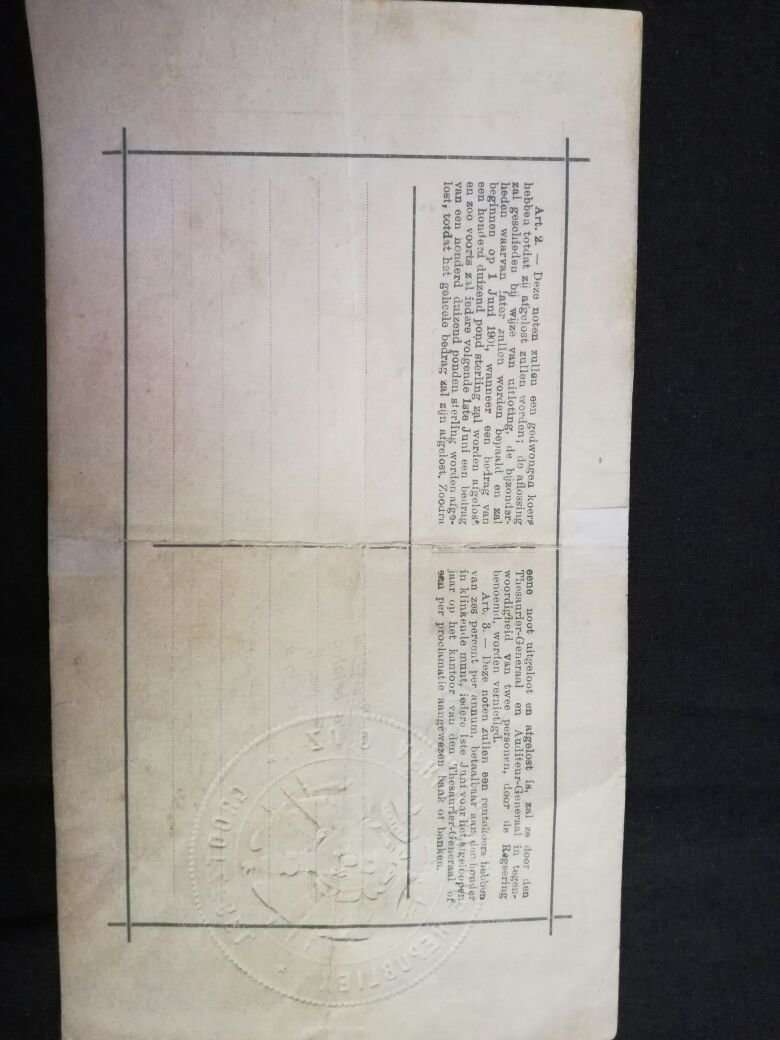 Art. 2. — Deze noten zullen een gedwongen koers
hebben totdat zij afgelost zullen worden; de aflossing
zal geschieden bij wijze van uitloting, de bijzonder-
heden waarvan later zullen worden bepaald en zal
beginnen op 1 Juni 1901, wanneer een bedrag van
een honderd duizend pond sterling zal worden afgelost
en zoo voorts zal iedere volgende 1ste Juni een bedrag
van een honderd duizend ponden sterling worden afge-
lost, totdat het geheele bedrag zal zijn afgelost. Zoodra
eene noot uitgeloot en afgelost is, zal ze door den
Thesaurier-Generaal en Auditeur-Generaal in tegen-
woordigheid van twee personen, door de Regeering
benoemd, worden vernietigd.
Art. 3. — Deze noten zullen een rentekoers hebben
van zes percent per annum, betaalbaar aan den houder
in klinkende munt, iedere 1ste Juni voor het afgeloopen
jaar op het kantoor van den Thesaurier-Generaal of
een per proclamatie aangewezen bank of banken.